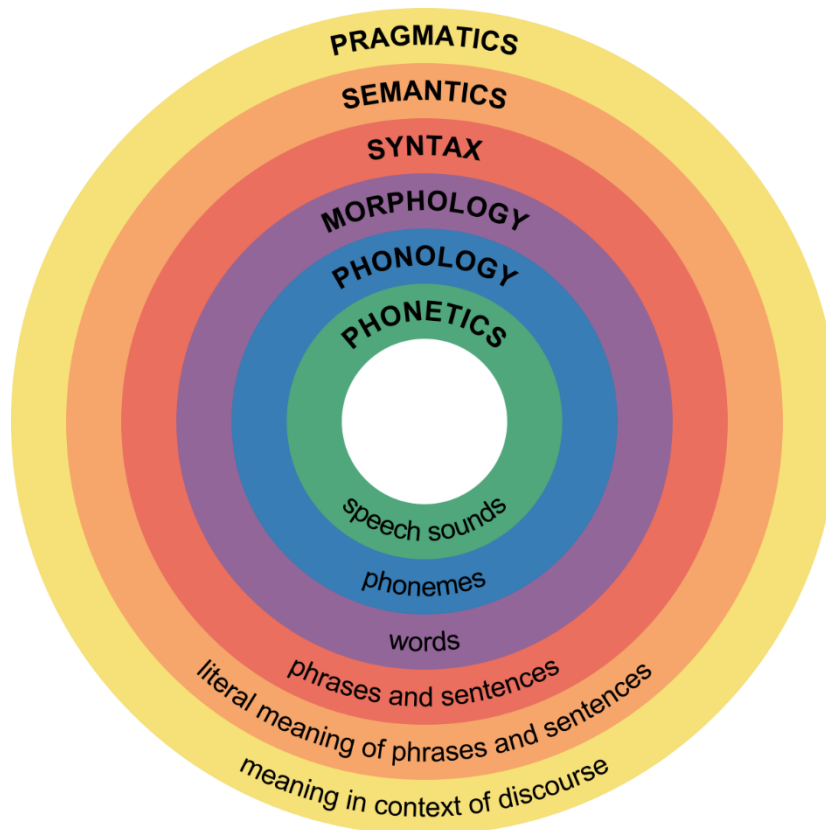 PRAGMATICS
SEMANTICS
SYNTAX
MORPHOLOGY
PHONOLOGY
PHONETICS
speech sounds
phonemes
words
phrases and sentences
literal meaning of phrases and sentences
meaning in context of discourse